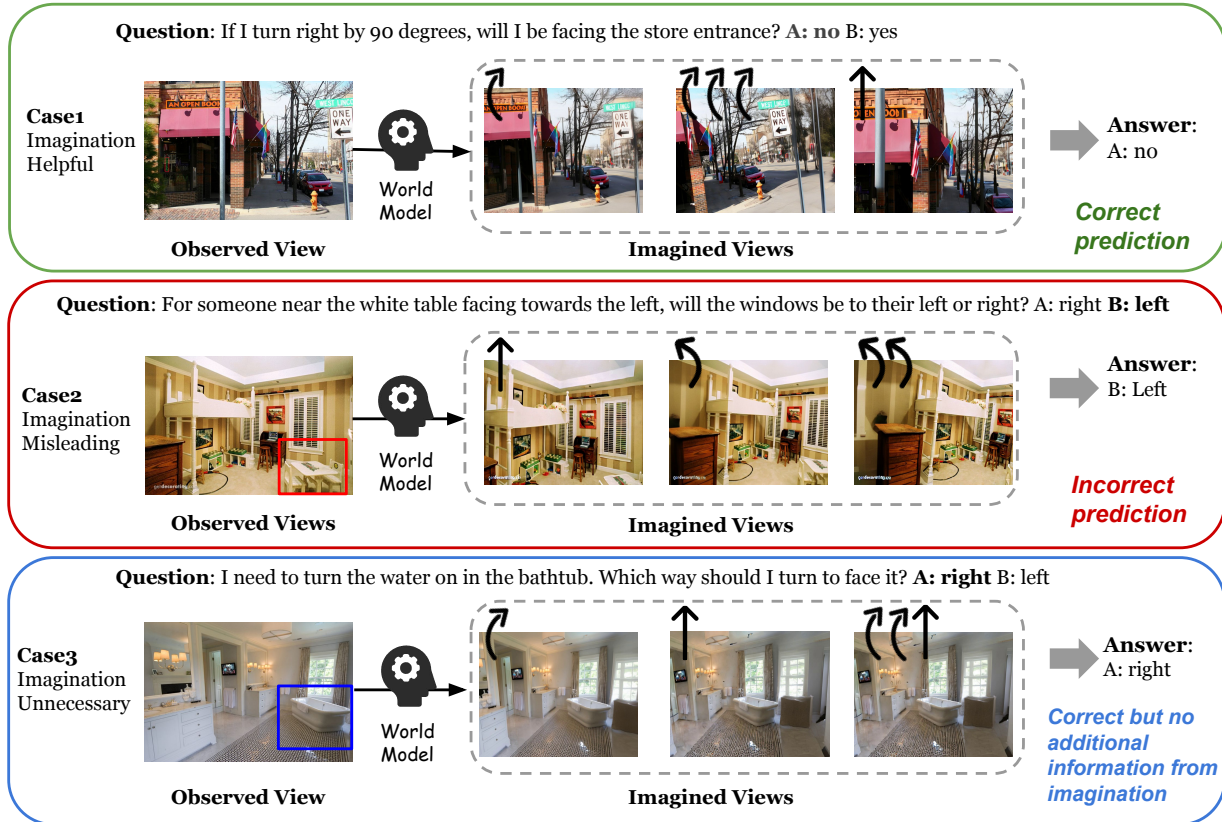 Question: If I turn right by 90 degrees, will I be facing the store entrance? A: no B: yes
Case1
Imagination
Helpful
AN OPEN BOOK
ONE
WAY
World
Model
ONE
WAY
Answer:
A: no
Correct
prediction
Observed View
Imagined Views
Question: For someone near the white table facing towards the left, will the windows be to their left or right? A: right B: left
Case2
Imagination
Misleading
World
Model
Answer:
B: Left
Incorrect
prediction
Observed Views
Imagined Views
Question: I need to turn the water on in the bathtub. Which way should I turn to face it? A: right B: left
Case3
Imagination
Unnecessary
World
Model
Answer:
A: right
Correct but no
additional
information from
imagination
Observed View
Imagined Views